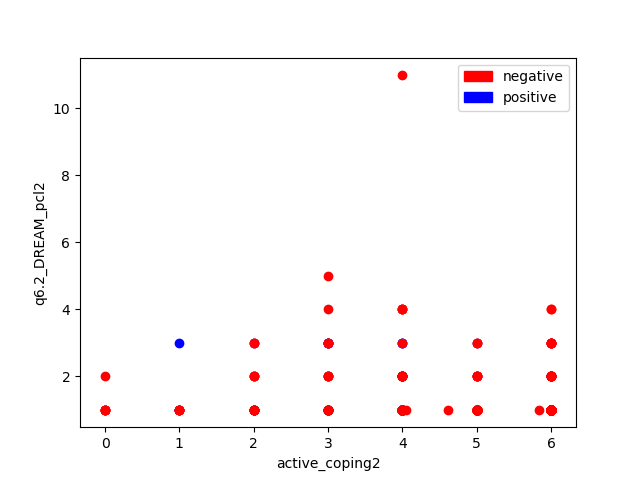 negative
positive
10
8
6
4
2
q6.2_DREAM_pcl2
0 1 2 3 4 5 6
active_coping2